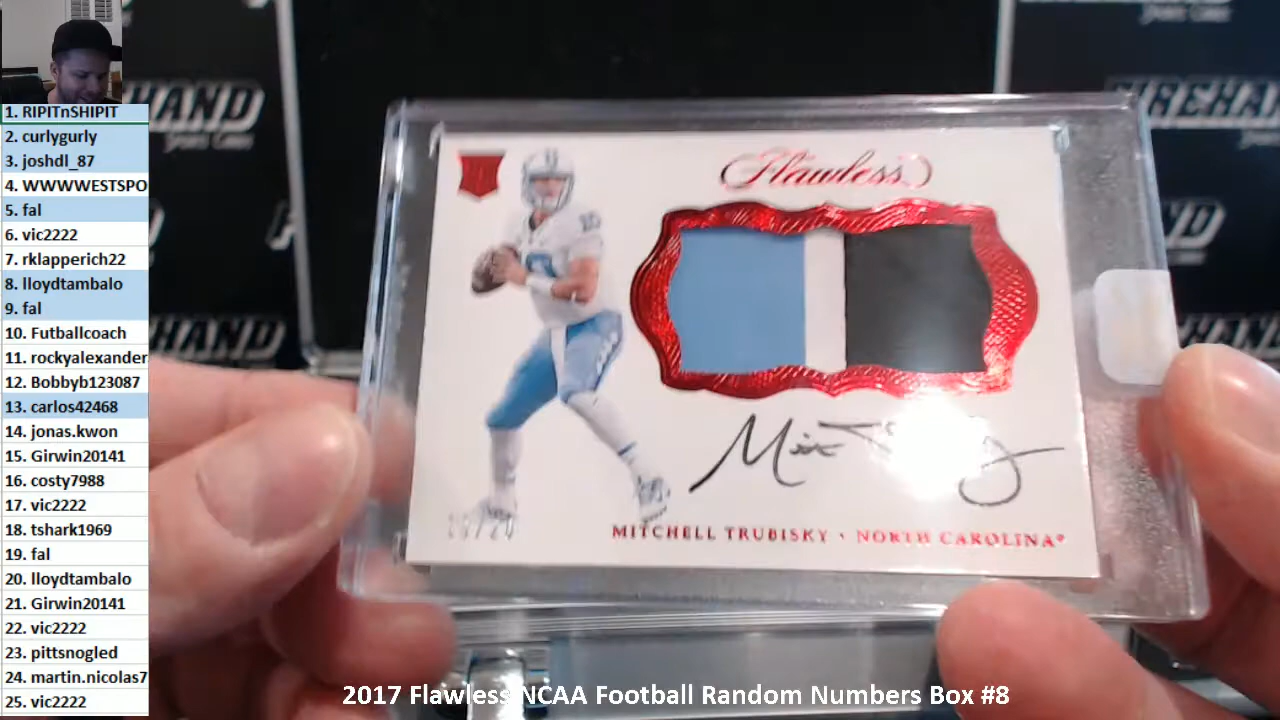 1. RIPITnSHIPIT
2. curlygurly
3. joshdl_87
4. WWWWESTSPO
5. fal
6. vic2222
7. rklapperich22
8. lloydtambalo
9. fal
10. Futballcoach
11. rockyalexander
12. Bobbyb123087
13. carlos42468
14. jonas.kwon
15. Girwin20141
16. costy7988
17. vic2222
18. tshark1969
19. fal
20. lloydtambalo
21. Girwin20141
22. vic2222
23. pittsnogled
24. martin.nicolas7
25. vic2222
Flawless
MITCHELL TRUBISKY · NORTH CAROLINA
2017 Flawless NCAA Football Random Numbers Box #8